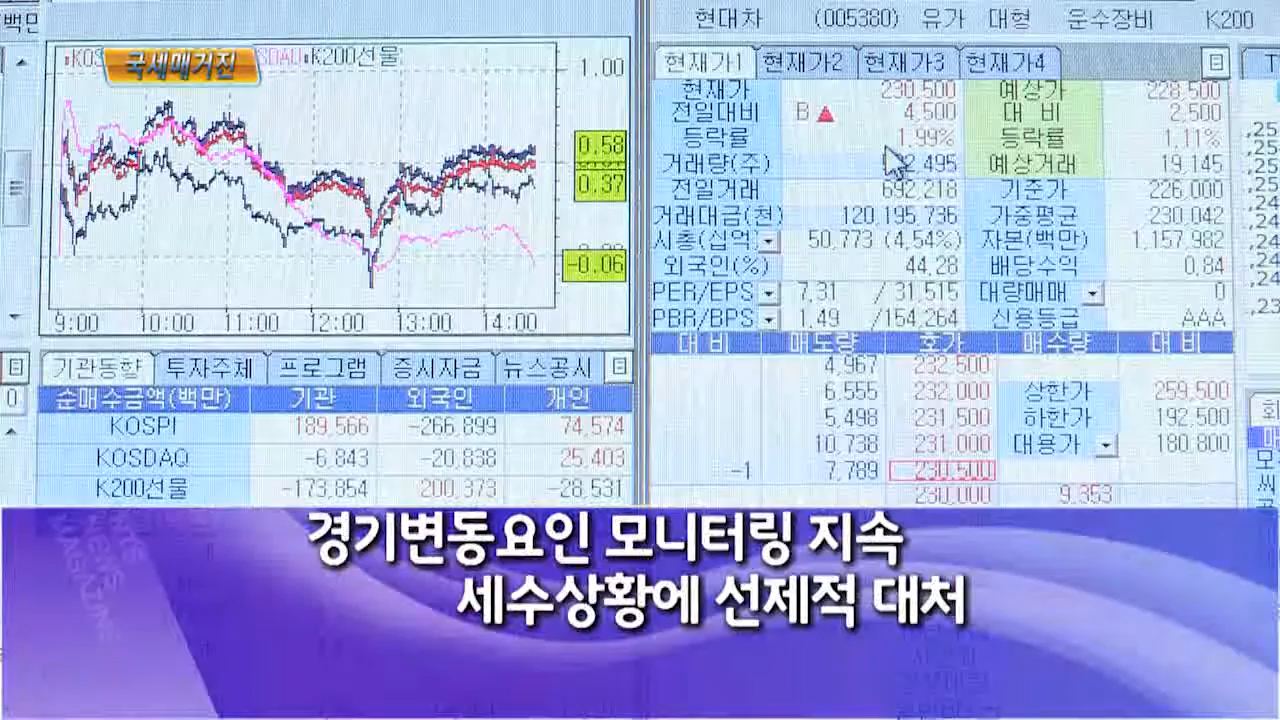 백만
현대차 (005380) 유가 대형 운수장비 K200
국세매거진
K200선물
1.00
0.58
0.37
-0.06
9:00 10:00 11:00 12:00 13:00 14:00
현재가1 현재가2 현재가3 현재가4
현재가 230,500 예상가 228,500
전일대비 B ▲ 4,500 대 비 2,500
등락률 1.99% 등락률 1.11%
거래량(주) 2,495 예상거래 19,145
전일거래 692,218 기준가 226,000
거래대금(천) 120,195,736 가중평균 230,042
시총(십억) 50,773 (4,54%) 자본(백만) 1,157,982
외국인(%) 44,28 배당수익 0,84
PER/EPS 7,31 / 31,515 대량매매 0
PBR/BPS 1,49 /154,264 신용등급 AAA
대 비 매도량 호가 매수량 대 비
4,967 232,500
6,555 232,000 상한가 259,500
5,498 231,500 하한가 192,500
10,738 231,000 대용가 180,800
-1 7,789 230,500
230,000 9,353
기관동향 투자주체 프로그램 증시자금 뉴스공시
순매수금액(백만) 기관 외국인 개인
KOSPI 189,566 -266,899 74,574
KOSDAQ -6,843 -20,838 25,403
K200선물 -173,854 200,373 -28,531
경기변동요인 모니터링 지속
세수상황에 선제적 대처